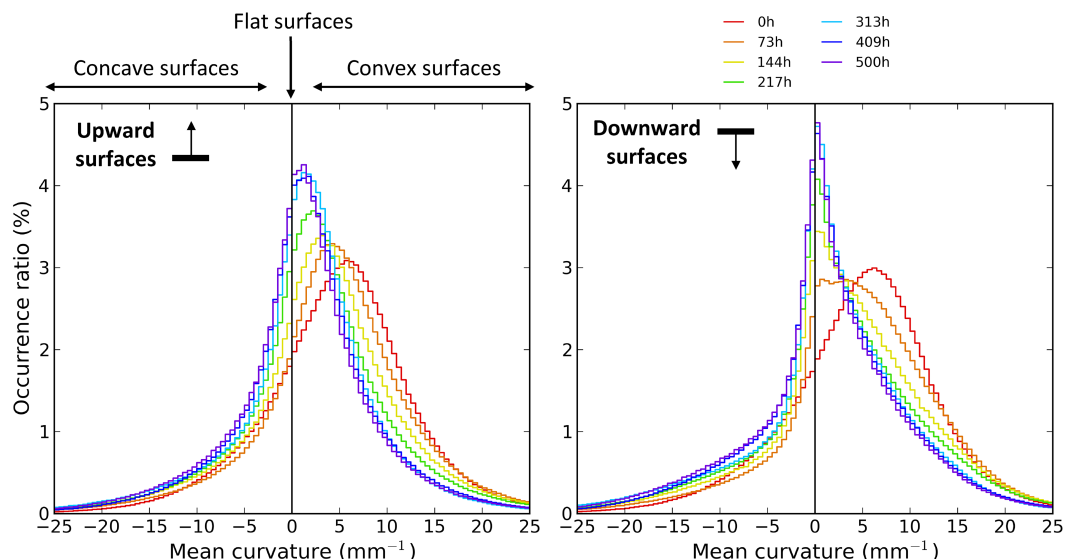 Flat surfaces
Concave surfaces
Convex surfaces
0h
73h
144h
217h
313h
409h
500h
Upward
surfaces
Downward
surfaces
Occurrence ratio (%)
5
4
3
2
1
0
−25 −20 −15 −10 −5 0 5 10 15 20 25
Mean curvature (mm⁻¹)
5
4
3
2
1
0
−25 −20 −15 −10 −5 0 5 10 15 20 25
Mean curvature (mm⁻¹)